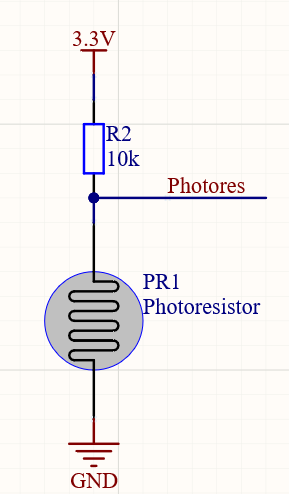 3.3V
R2
10k
Photores
PR1
Photoresistor
GND